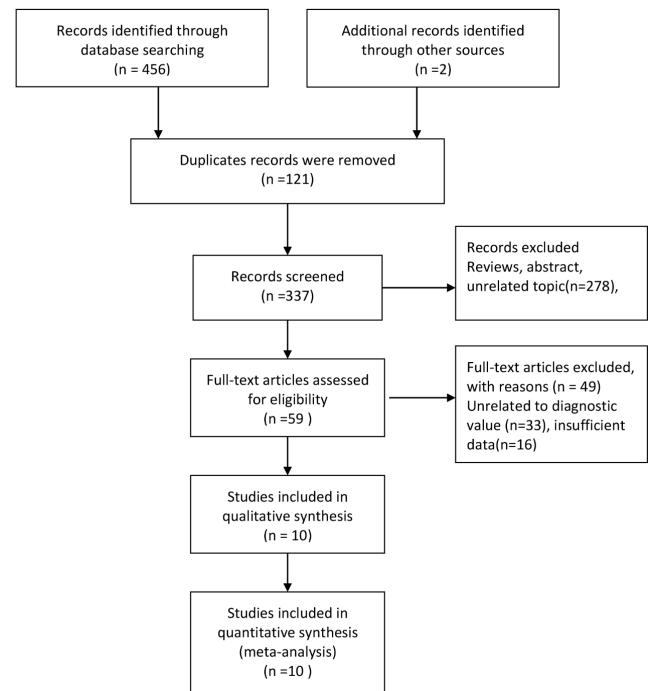 Records identified through
database searching
(n = 456)
Additional records identified
through other sources
(n =2)
Duplicates records were removed
(n =121)
Records screened
(n =337)
Records excluded
Reviews, abstract,
unrelated topic(n=278),
Full-text articles assessed
for eligibility
(n =59 )
Full-text articles excluded,
with reasons (n = 49)
Unrelated to diagnostic
value (n=33), insufficient
data(n=16)
Studies included in
qualitative synthesis
(n = 10)
Studies included in
quantitative synthesis
(meta-analysis)
(n =10 )